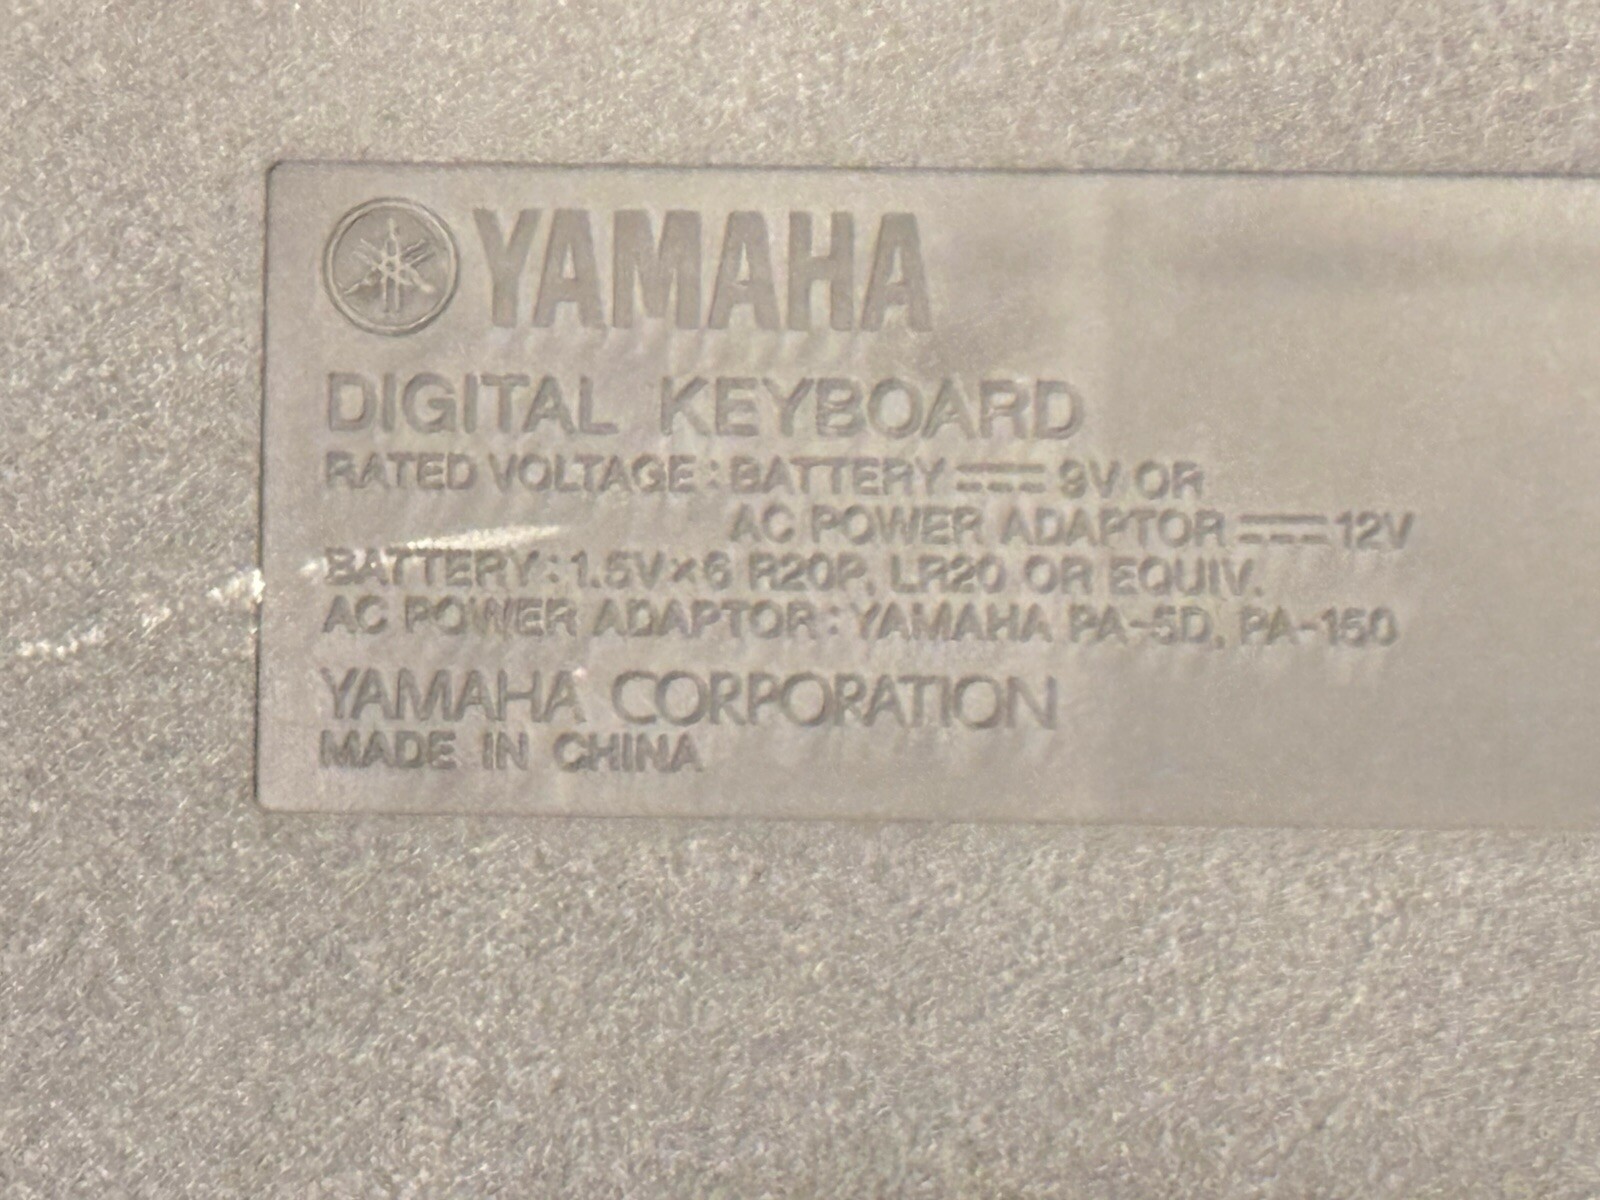 YAMAHA
DIGITAL KEYBOARD
RATED VOLTAGE : BATTERY ⎓ 9V OR
AC POWER ADAPTOR ⎓ 12V
BATTERY : 1.5V×6 R20P, LR20 OR EQUIV.
AC POWER ADAPTOR : YAMAHA PA-5D, PA-150
YAMAHA CORPORATION
MADE IN CHINA